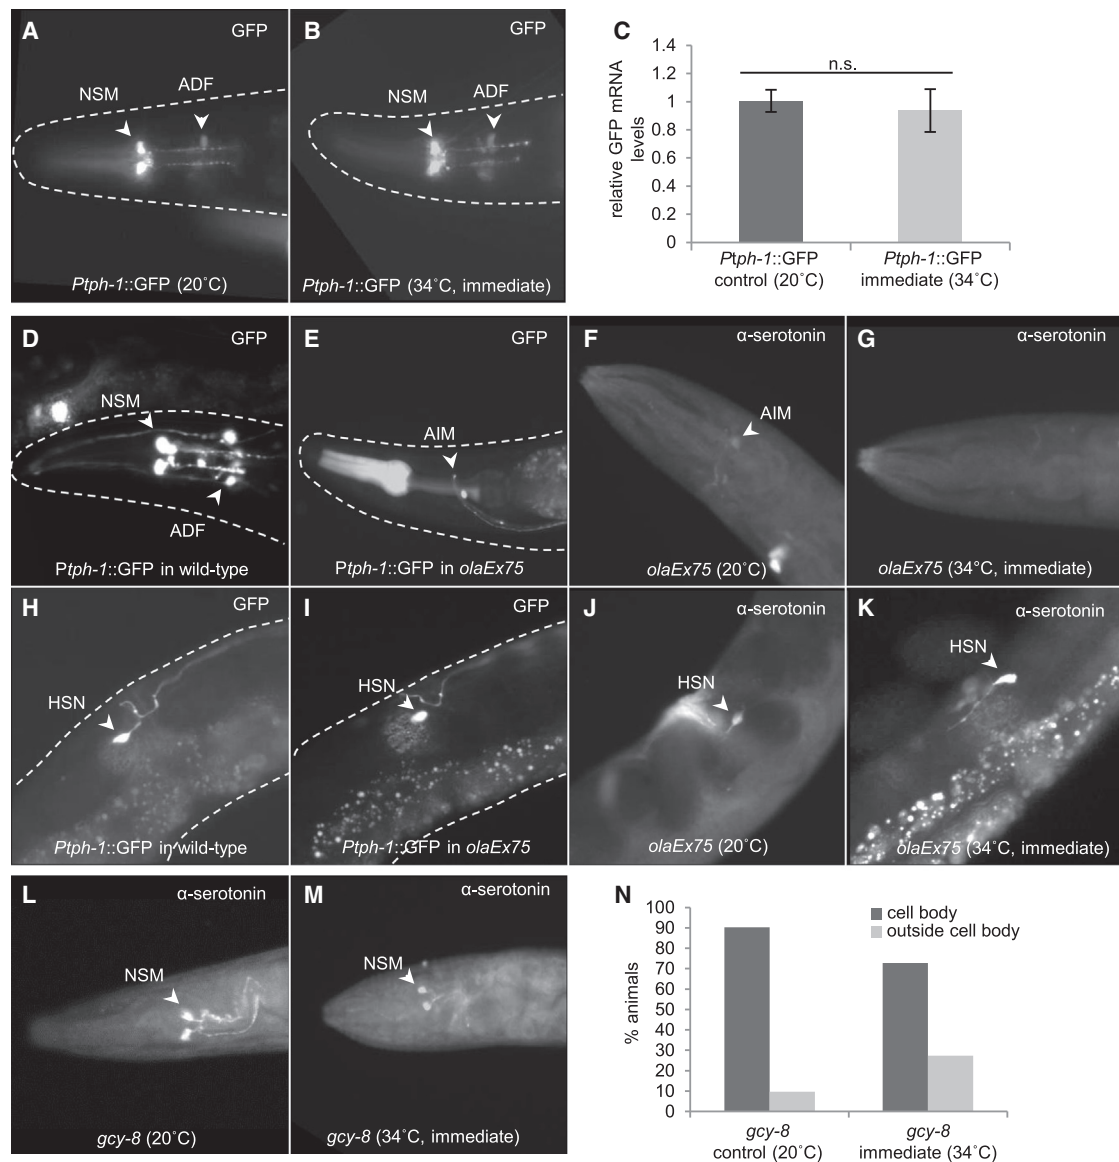 A
GFP
NSM
ADF
Ptph-1::GFP (20˚C)
B
GFP
NSM
ADF
Ptph-1::GFP (34˚C, immediate)
C
n.s.
relative GFP mRNA
levels
1.4
1.2
1
0.8
0.6
0.4
0.2
0
Ptph-1::GFP
control (20˚C)
Ptph-1::GFP
immediate (34˚C)
D
GFP
NSM
ADF
Ptph-1::GFP in wild-type
E
GFP
AIM
Ptph-1::GFP in olaEx75
F
α-serotonin
AIM
olaEx75 (20˚C)
G
α-serotonin
olaEx75 (34°C, immediate)
H
GFP
HSN
Ptph-1::GFP in wild-type
I
GFP
HSN
Ptph-1::GFP in olaEx75
J
α-serotonin
HSN
olaEx75 (20˚C)
K
α-serotonin
HSN
olaEx75 (34˚C, immediate)
L
α-serotonin
NSM
gcy-8 (20˚C)
M
α-serotonin
NSM
gcy-8 (34˚C, immediate)
N
cell body
outside cell body
% animals
100
90
80
70
60
50
40
30
20
10
0
gcy-8
control (20˚C)
gcy-8
immediate (34˚C)